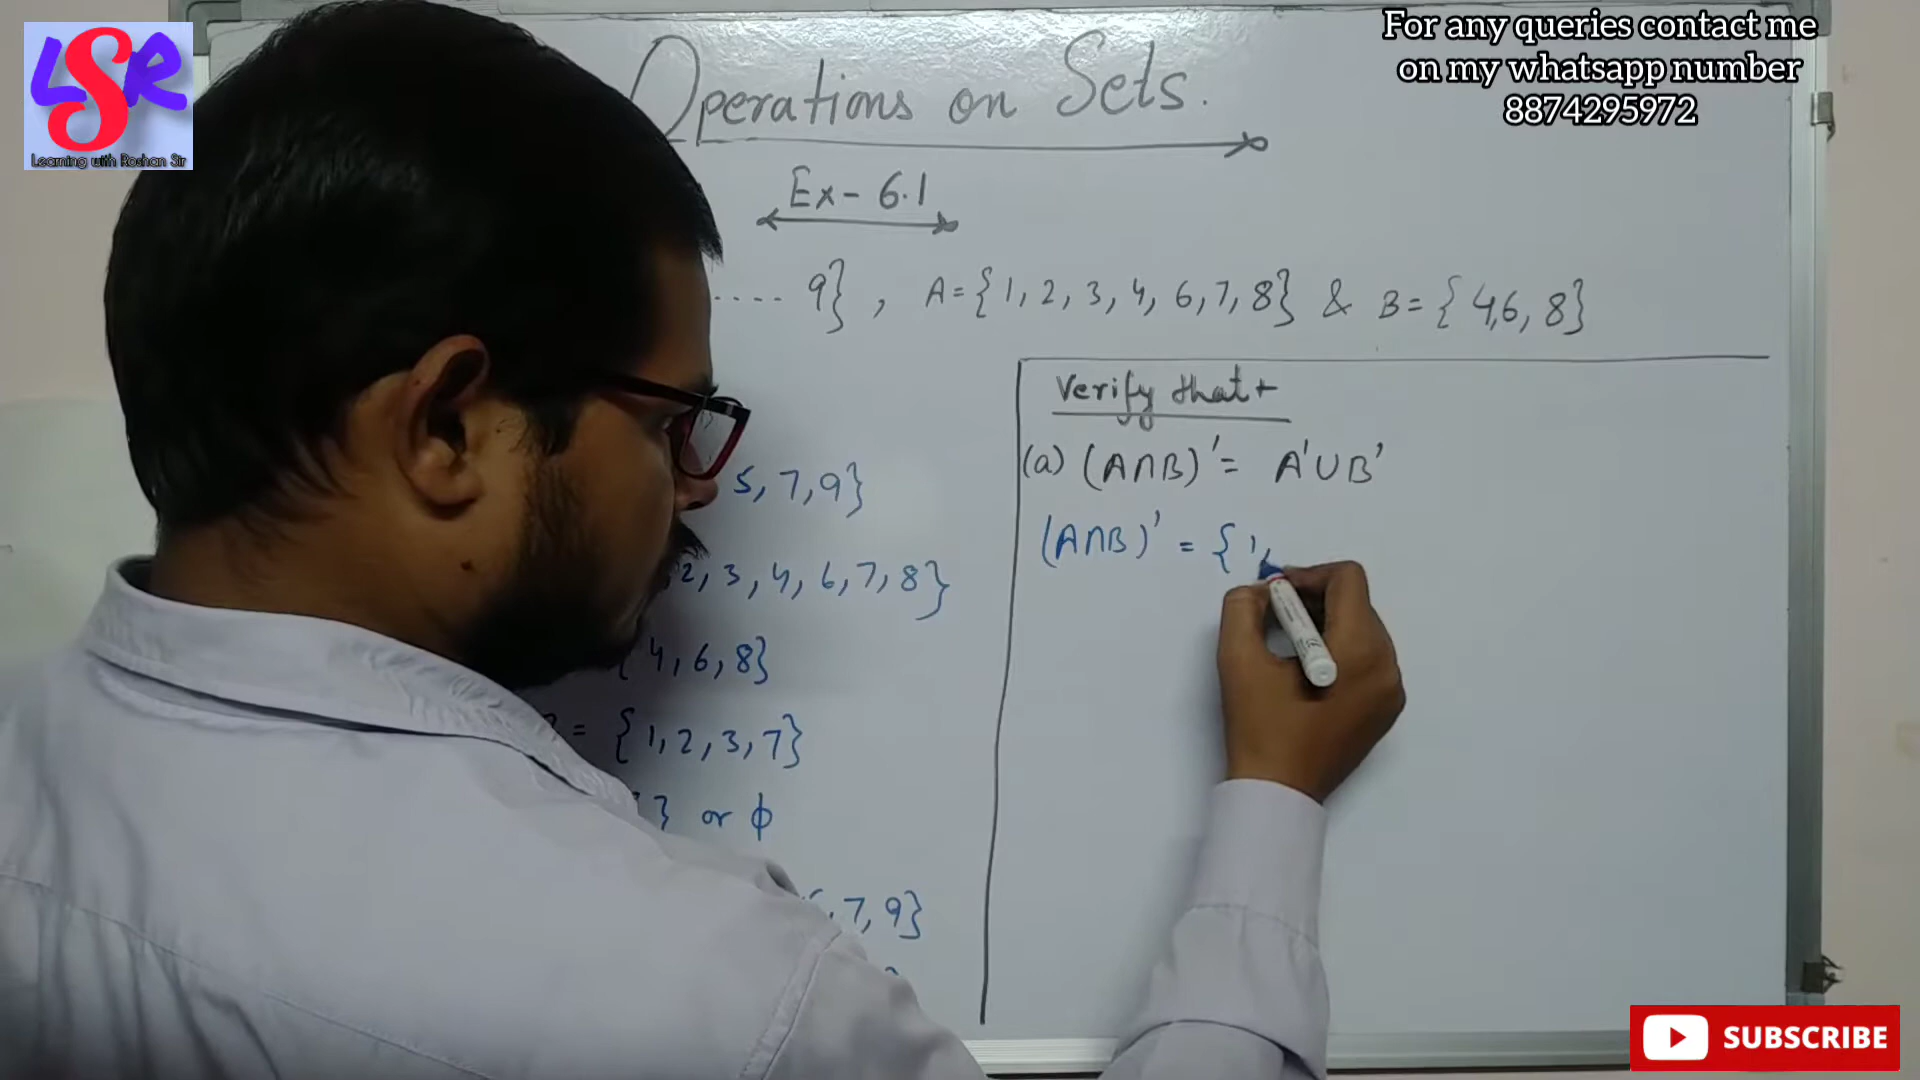 LSR
Learning with Roshan Sir
For any queries contact me
on my whatsapp number
8874295972
Operations on Sets.
Ex- 6.1
.... 9} , A={1, 2, 3, 4, 6, 7, 8} & B={4,6, 8}
5, 7, 9}
2, 3, 4, 6, 7, 8}
{4, 6, 8}
= {1, 2, 3, 7}
} or ϕ
, 7, 9}
Verify that
(a) (A∩B)' = A'∪B'
(A∩B)' = {1,
SUBSCRIBE